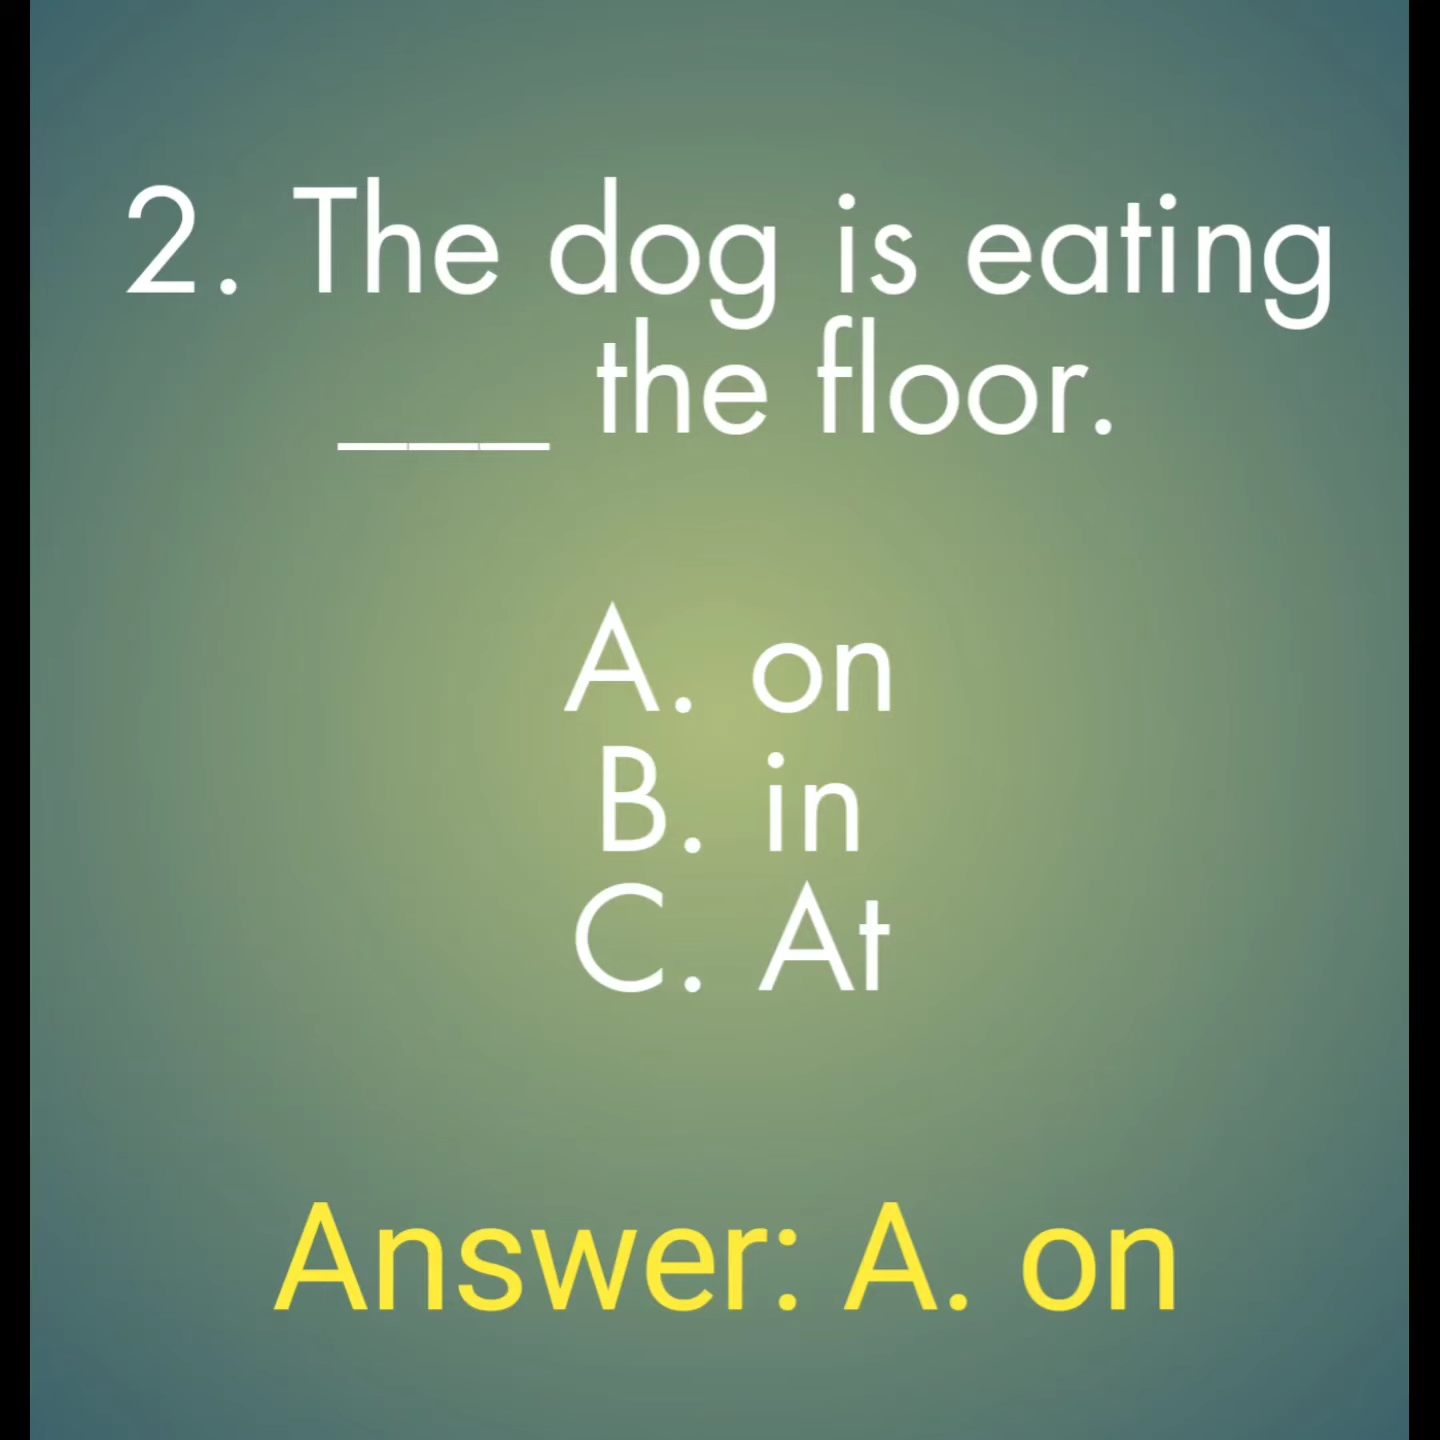 2. The dog is eating
___ the floor.
A. on
B. in
C. At
Answer: A. on